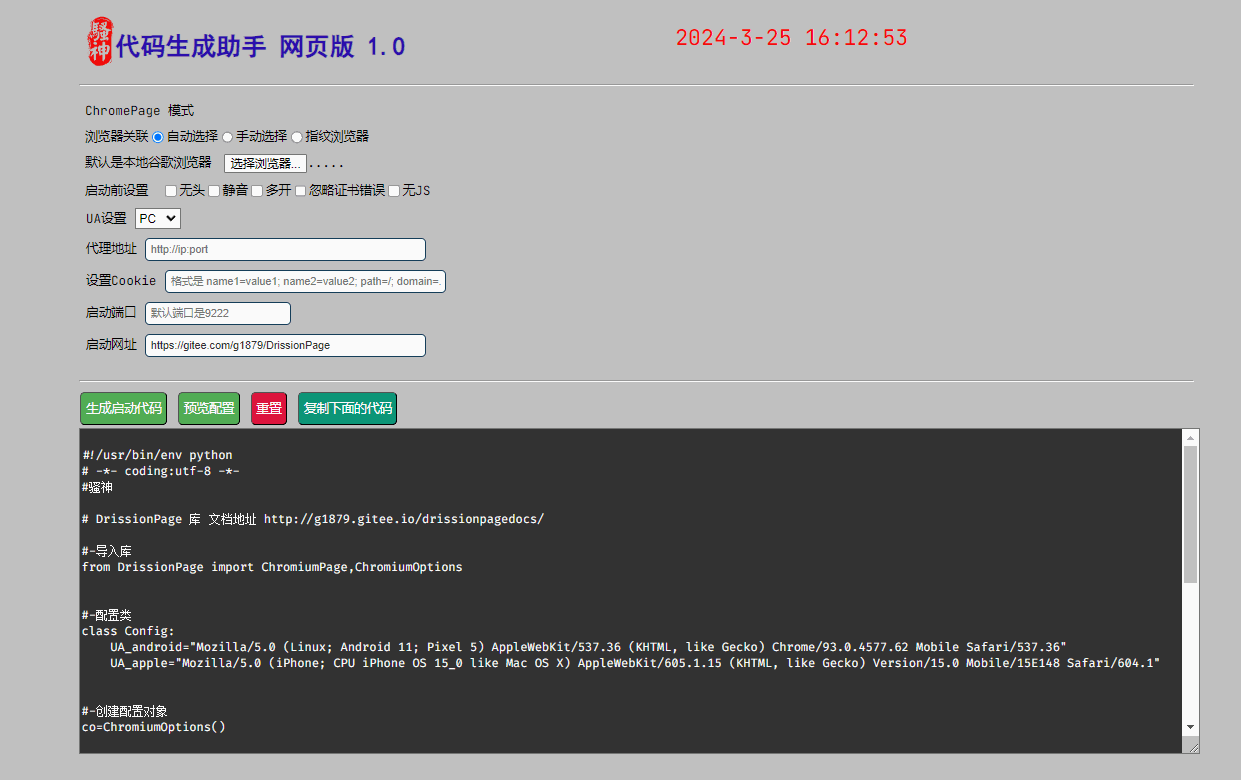 骚神
代码生成助手 网页版 1.0
2024-3-25 16:12:53
ChromePage 模式
浏览器关联 自动选择 手动选择 指纹浏览器
默认是本地谷歌浏览器 选择浏览器... .....
启动前设置 无头 静音 多开 忽略证书错误 无JS
UA设置 PC
代理地址 http://ip:port
设置Cookie 格式是 name1=value1; name2=value2; path=/; domain=.
启动端口 默认端口是9222
启动网址 https://gitee.com/g1879/DrissionPage
生成启动代码 预览配置 重置 复制下面的代码
#!/usr/bin/env python
# -*- coding:utf-8 -*-
#骚神
# DrissionPage 库 文档地址 http://g1879.gitee.io/drissionpagedocs/
#-导入库
from DrissionPage import ChromiumPage,ChromiumOptions
#-配置类
class Config:
    UA_android="Mozilla/5.0 (Linux; Android 11; Pixel 5) AppleWebKit/537.36 (KHTML, like Gecko) Chrome/93.0.4577.62 Mobile Safari/537.36"
    UA_apple="Mozilla/5.0 (iPhone; CPU iPhone OS 15_0 like Mac OS X) AppleWebKit/605.1.15 (KHTML, like Gecko) Version/15.0 Mobile/15E148 Safari/604.1"
#-创建配置对象
co=ChromiumOptions()